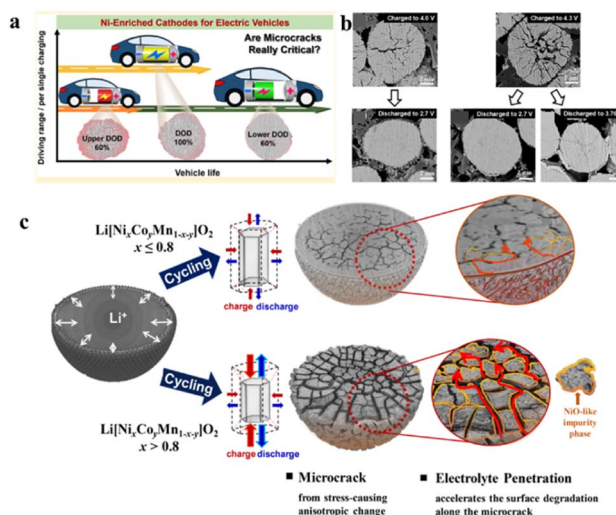 a
Ni-Enriched Cathodes for Electric Vehicles
Are Microcracks
Really Critical?
Driving range / per single charging
Upper DOD
60%
DOD
100%
Lower DOD
60%
Vehicle life
b
Charged to 4.0 V
Charged to 4.3 V
Discharged to 2.7 V
Discharged to 2.7 V
Discharged to 3.76
c
Li[NixCoyMn1-x-y]O2
x ≤ 0.8
Cycling
charge discharge
Li+
Cycling
Li[NixCoyMn1-x-y]O2
x > 0.8
charge discharge
NiO-like
impurity
phase
■ Microcrack
from stress-causing
anisotropic change
■ Electrolyte Penetration
accelerates the surface degradation
along the microcrack